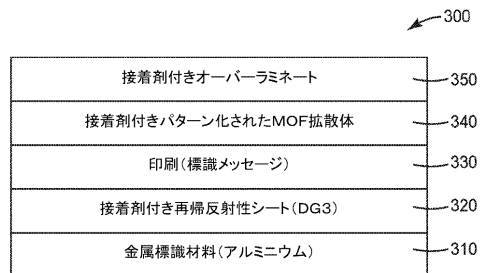 300
接着剤付きオーバーラミネート 350
接着剤付きパターン化されたMOF拡散体 340
印刷(標識メッセージ) 330
接着剤付き再帰反射性シート(DG3) 320
金属標識材料(アルミニウム) 310